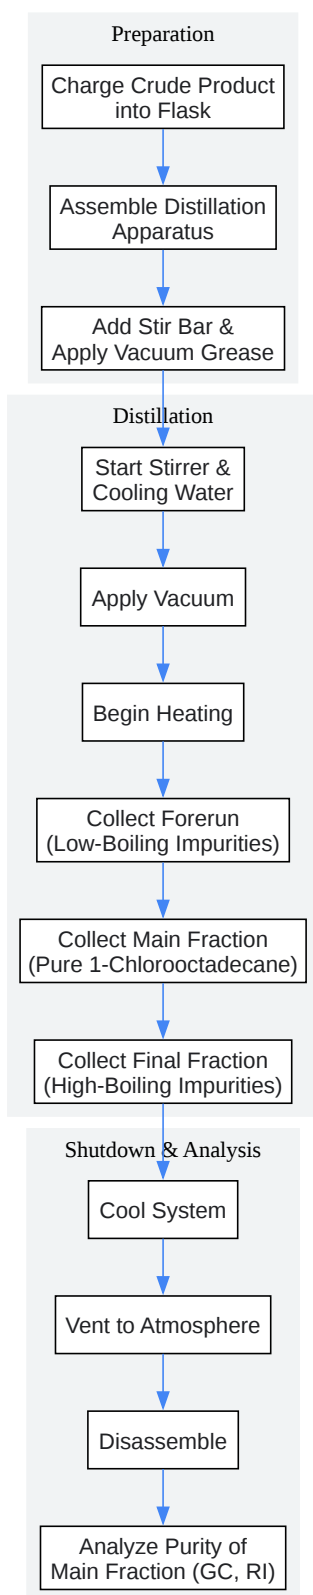 Preparation
Charge Crude Product
into Flask
Assemble Distillation
Apparatus
Add Stir Bar &
Apply Vacuum Grease
Distillation
Start Stirrer &
Cooling Water
Apply Vacuum
Begin Heating
Collect Forerun
(Low-Boiling Impurities)
Collect Main Fraction
(Pure 1-Chlorooctadecane)
Collect Final Fraction
(High-Boiling Impurities)
Shutdown & Analysis
Cool System
Vent to Atmosphere
Disassemble
Analyze Purity of
Main Fraction (GC, RI)